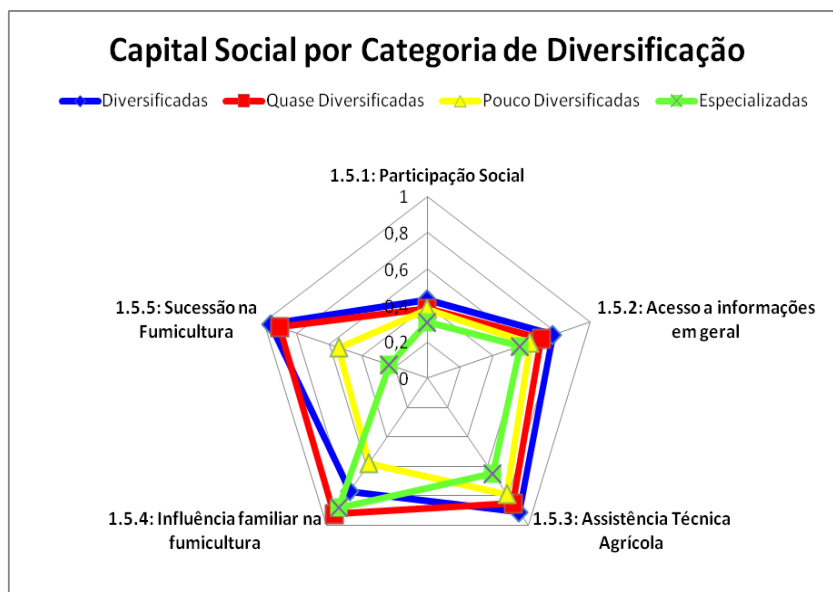 Capital Social por Categoria de Diversificação
Diversificadas Quase Diversificadas Pouco Diversificadas Especializadas
1.5.1: Participação Social
1
0,8
0,6
0,4
0,2
0
1.5.2: Acesso a informações
em geral
1.5.3: Assistência Técnica
Agrícola
1.5.4: Influência familiar na
fumicultura
1.5.5: Sucessão na
Fumicultura